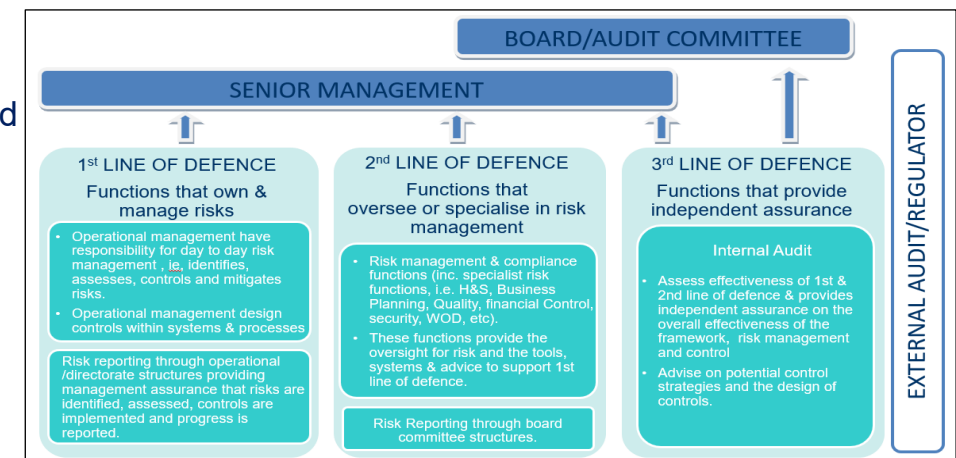 BOARD/AUDIT COMMITTEE
SENIOR MANAGEMENT
d
1st LINE OF DEFENCE
Functions that own &
manage risks
• Operational management have
responsibility for day to day risk
management , ie, identifies,
assesses, controls and mitigates
risks.
• Operational management design
controls within systems & processes
Risk reporting through operational
/directorate structures providing
management assurance that risks are
identified, assessed, controls are
implemented and progress is
reported.
2nd LINE OF DEFENCE
Functions that
oversee or specialise in risk
management
• Risk management & compliance
functions (inc. specialist risk
functions, i.e. H&S, Business
Planning, Quality, financial Control,
security, WOD, etc).
• These functions provide the
oversight for risk and the tools,
systems & advice to support 1st
line of defence.
Risk Reporting through board
committee structures.
3rd LINE OF DEFENCE
Functions that provide
independent assurance
Internal Audit
• Assess effectiveness of 1st &
2nd line of defence & provides
independent assurance on the
overall effectiveness of the
framework, risk management
and control
• Advise on potential control
strategies and the design of
controls.
EXTERNAL AUDIT/REGULATOR